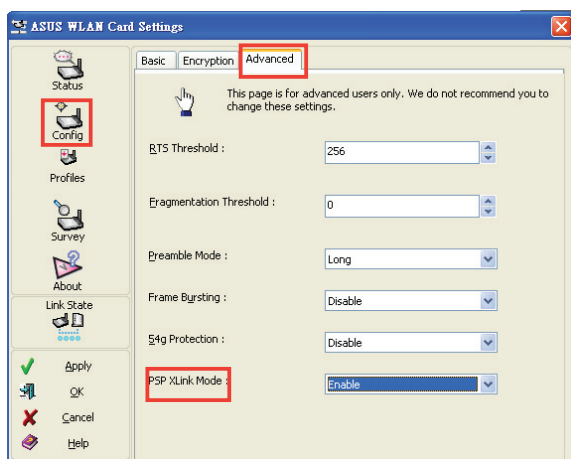 ASUS WLAN Card Settings
Status
Config
Profiles
Survey
About
Link State
Apply
OK
Cancel
Help
Basic Encryption Advanced
This page is for advanced users only. We do not recommend you to
change these settings.
RTS Threshold : 256
Fragmentation Threshold : 0
Preamble Mode : Long
Frame Bursting : Disable
54g Protection : Disable
PSP XLink Mode : Enable